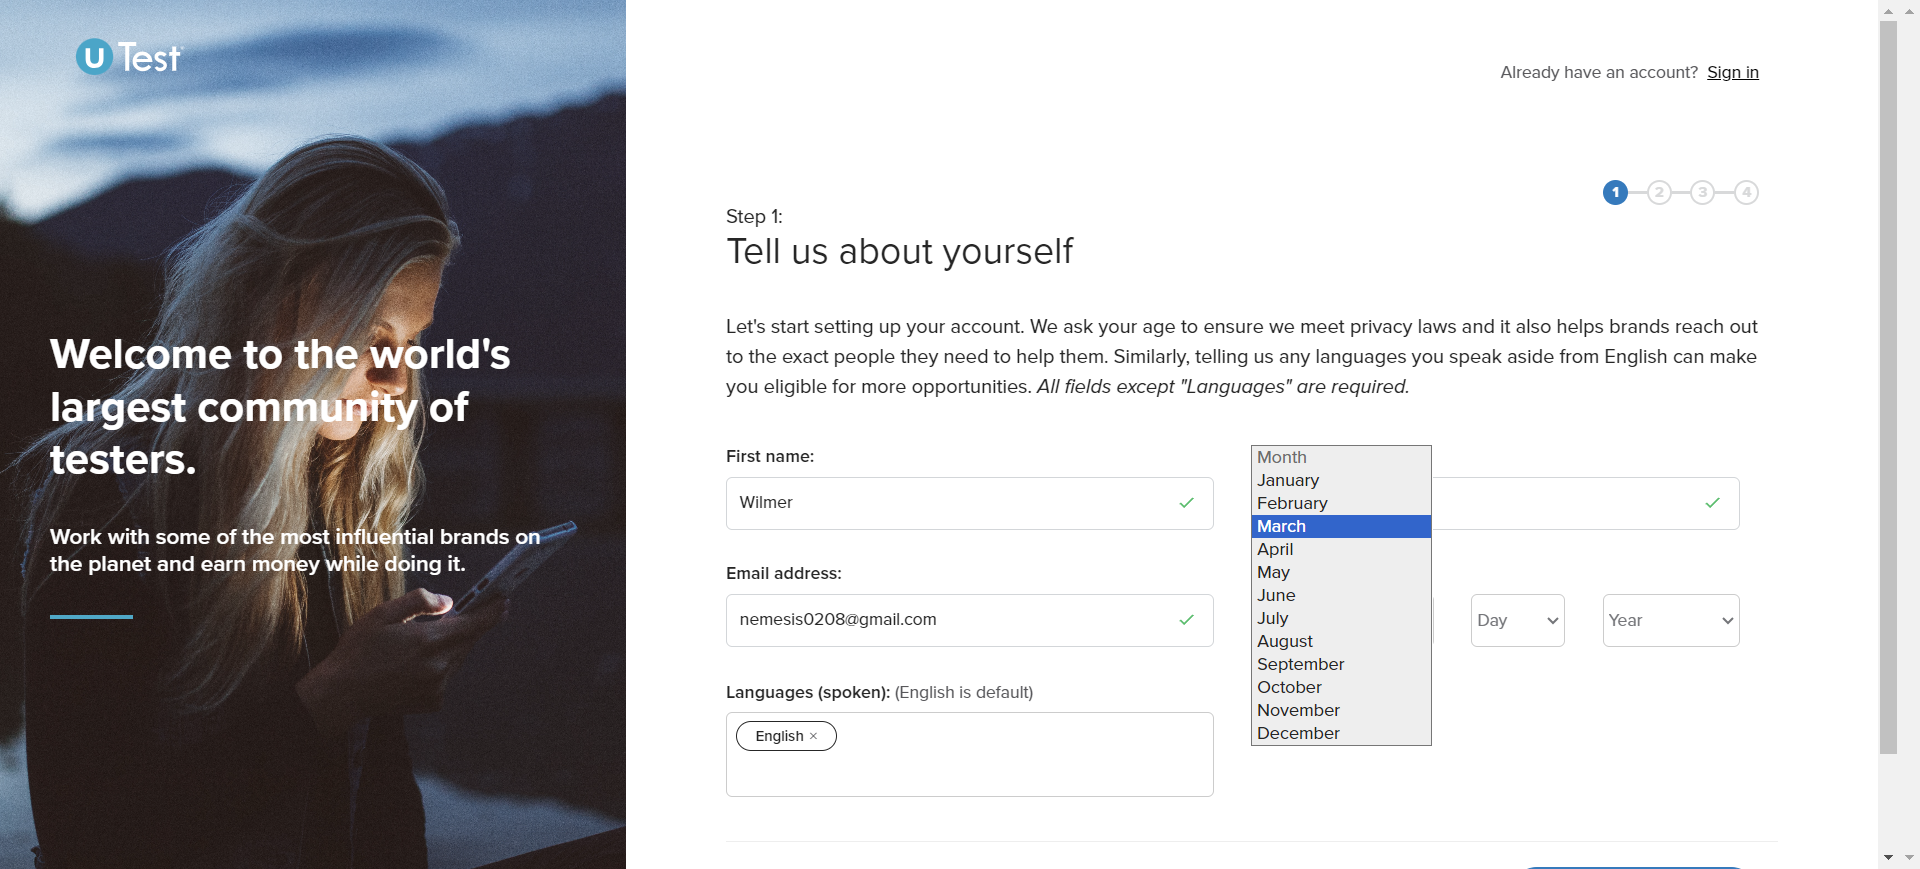 U Test
Welcome to the world's
largest community of
testers.
Work with some of the most influential brands on
the planet and earn money while doing it.
Already have an account? Sign in
1 2 3 4
Step 1:
Tell us about yourself
Let's start setting up your account. We ask your age to ensure we meet privacy laws and it also helps brands reach out
to the exact people they need to help them. Similarly, telling us any languages you speak aside from English can make
you eligible for more opportunities. All fields except "Languages" are required.
First name:
Wilmer
Email address:
nemesis0208@gmail.com
Languages (spoken): (English is default)
English ×
Month
January
February
March
April
May
June
July
August
September
October
November
December
Day
Year